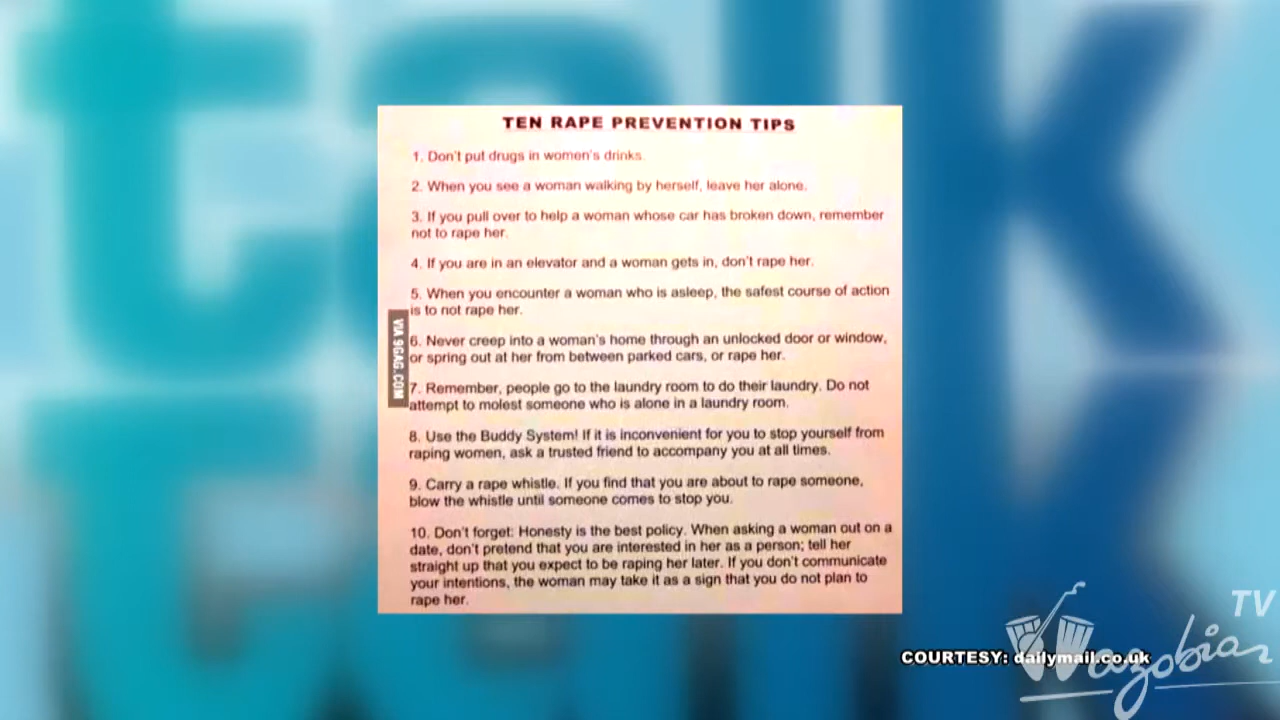 TEN RAPE PREVENTION TIPS
1. Don't put drugs in women's drinks.
2. When you see a woman walking by herself, leave her alone.
3. If you pull over to help a woman whose car has broken down, remember
not to rape her.
4. If you are in an elevator and a woman gets in, don't rape her.
5. When you encounter a woman who is asleep, the safest course of action
is to not rape her.
6. Never creep into a woman's home through an unlocked door or window,
or spring out at her from between parked cars, or rape her.
7. Remember, people go to the laundry room to do their laundry. Do not
attempt to molest someone who is alone in a laundry room.
8. Use the Buddy System! If it is inconvenient for you to stop yourself from
raping women, ask a trusted friend to accompany you at all times.
9. Carry a rape whistle. If you find that you are about to rape someone,
blow the whistle until someone comes to stop you.
10. Don't forget: Honesty is the best policy. When asking a woman out on a
date, don't pretend that you are interested in her as a person; tell her
straight up that you expect to be raping her later. If you don't communicate
your intentions, the woman may take it as a sign that you do not plan to
rape her.
VIA 9GAG.COM
talk
talk
COURTESY: dailymail.co.uk
TV
Wazobia